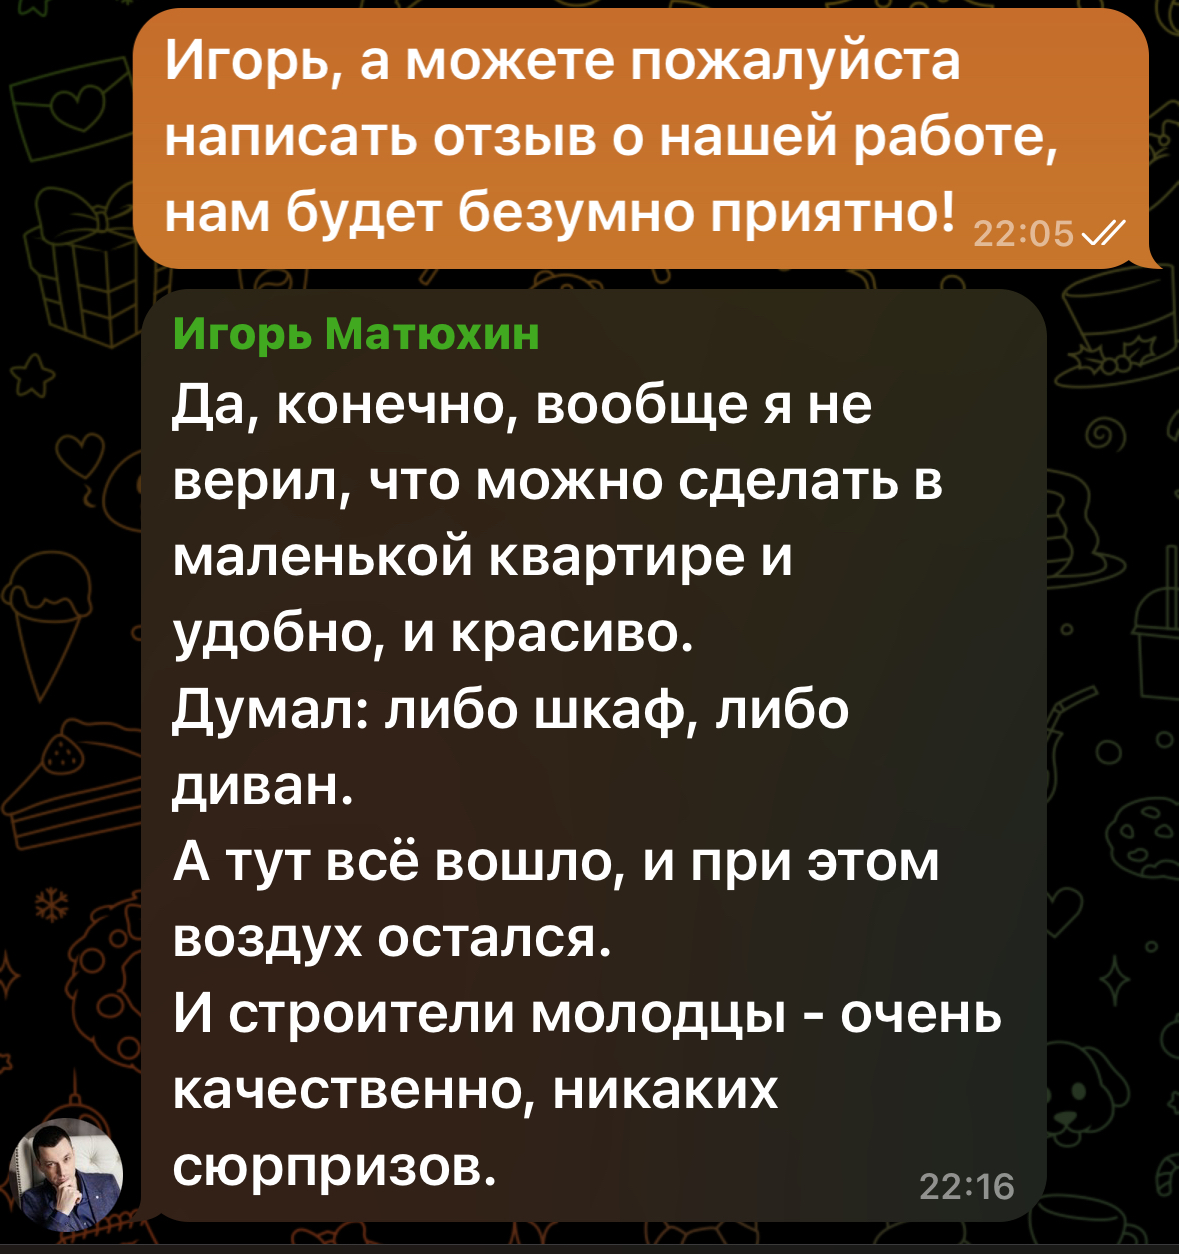 Игорь, а можете пожалуйста
написать отзыв о нашей работе,
нам будет безумно приятно!
22:05
Игорь Матюхин
Да, конечно, вообще я не
верил, что можно сделать в
маленькой квартире и
удобно, и красиво.
Думал: либо шкаф, либо
диван.
А тут всё вошло, и при этом
воздух остался.
И строители молодцы - очень
качественно, никаких
сюрпризов.
22:16